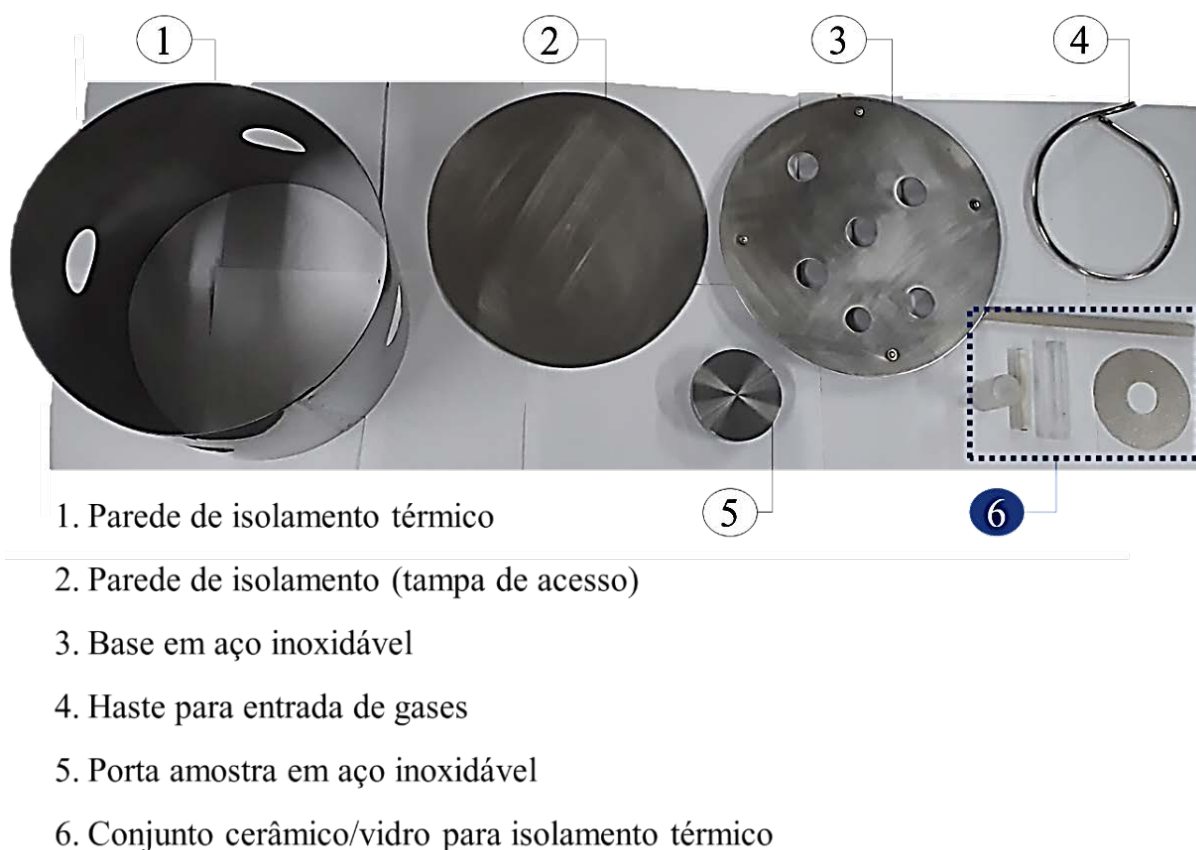 1
2
3
4
5
6
1. Parede de isolamento térmico
2. Parede de isolamento (tampa de acesso)
3. Base em aço inoxidável
4. Haste para entrada de gases
5. Porta amostra em aço inoxidável
6. Conjunto cerâmico/vidro para isolamento térmico